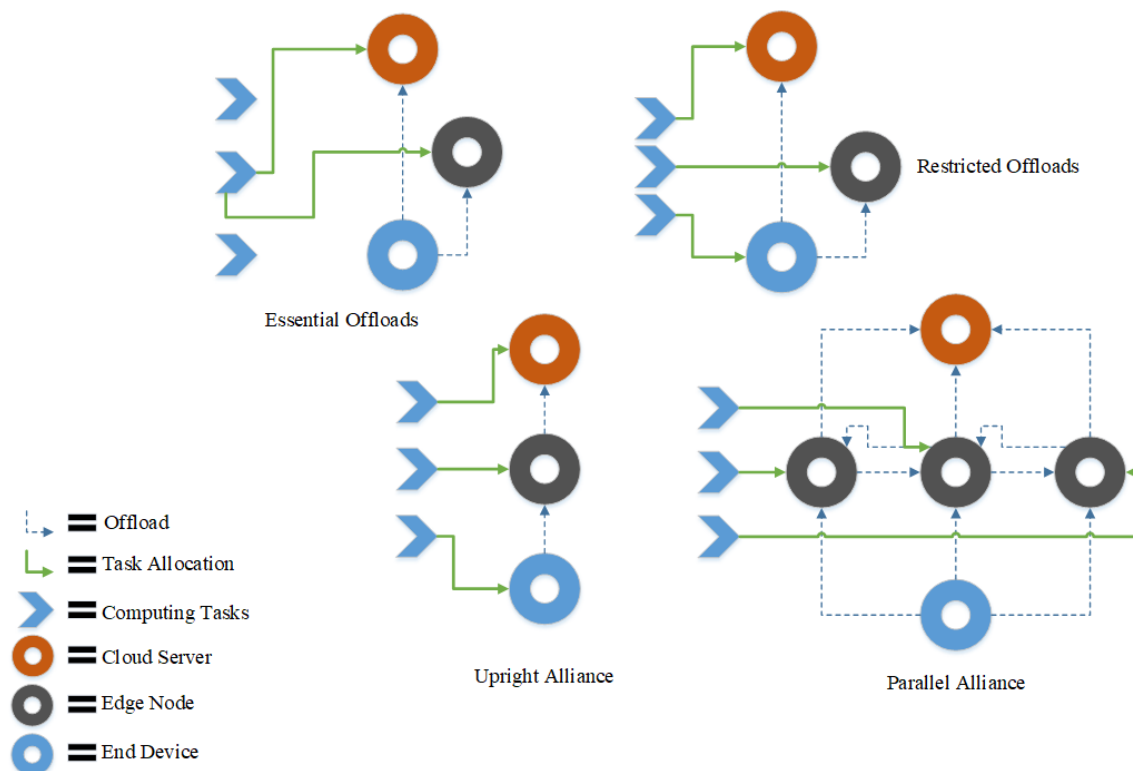 Restricted Offloads
Essential Offloads
Offload
Task Allocation
Computing Tasks
Cloud Server
Upright Alliance
Parallel Alliance
Edge Node
End Device